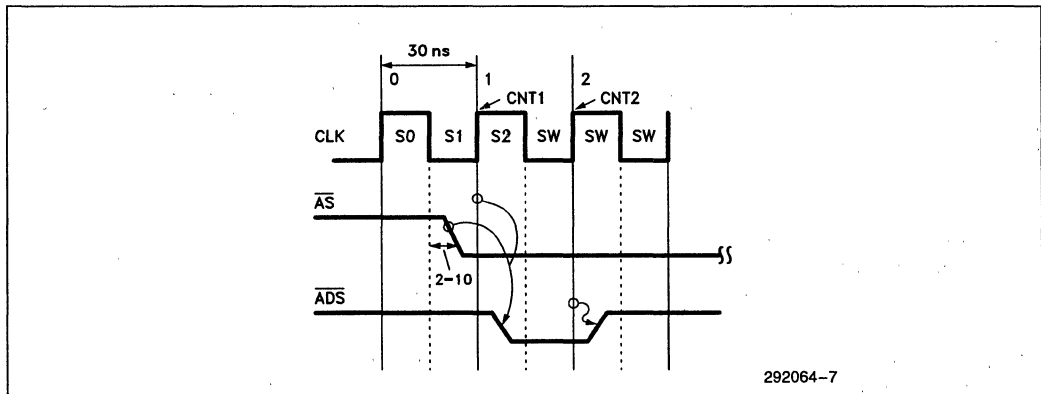 30 ns
0 1 2
CNT1 CNT2
CLK S0 S1 S2 SW SW SW
AS
2-10
ADS
292064-7